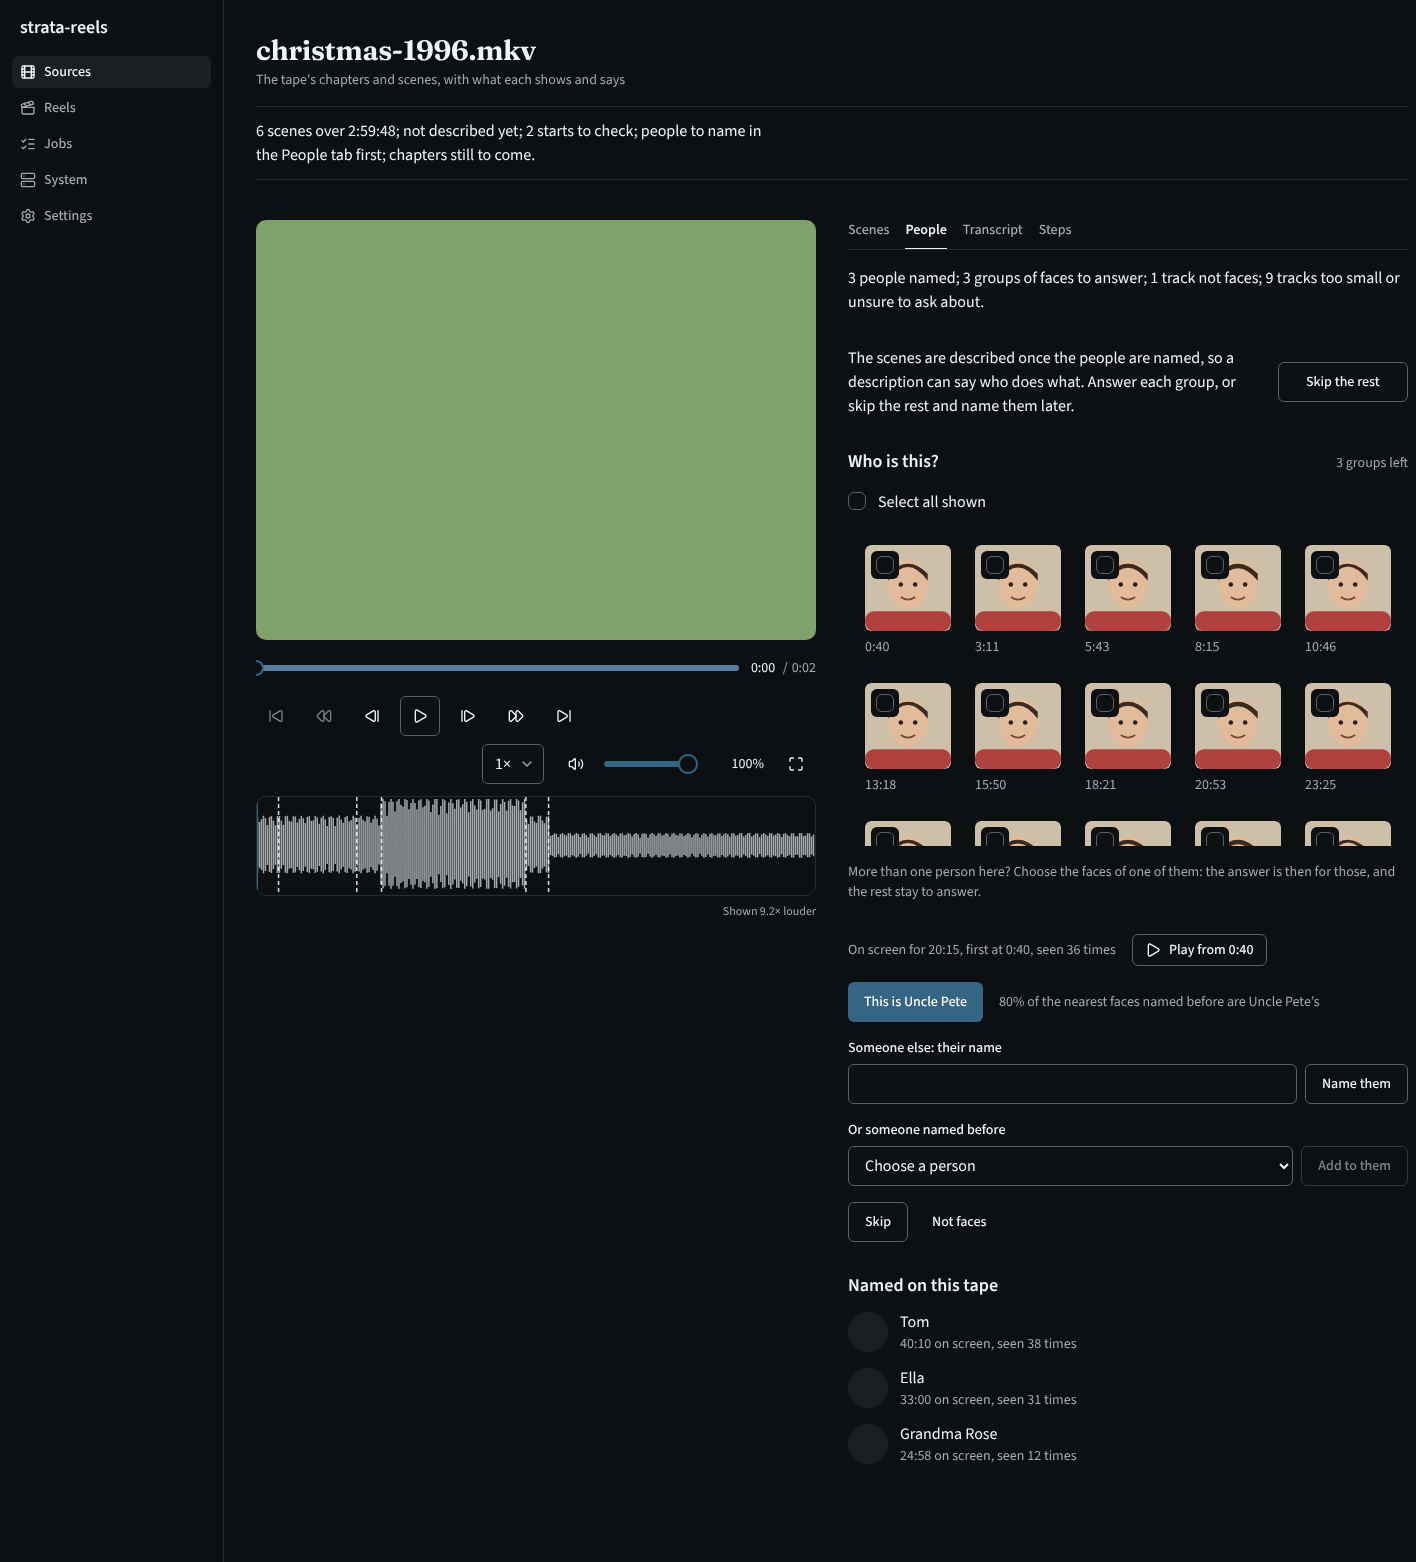 strata-reels
Sources
Reels
Jobs
System
Settings
christmas-1996.mkv
The tape's chapters and scenes, with what each shows and says
6 scenes over 2:59:48; not described yet; 2 starts to check; people to name in
the People tab first; chapters still to come.
0:00 / 0:02
1×
100%
Shown 9.2× louder
Scenes People Transcript Steps
3 people named; 3 groups of faces to answer; 1 track not faces; 9 tracks too small or
unsure to ask about.
The scenes are described once the people are named, so a
description can say who does what. Answer each group, or
skip the rest and name them later.
Skip the rest
Who is this?
3 groups left
Select all shown
0:40 3:11 5:43 8:15 10:46
13:18 15:50 18:21 20:53 23:25
More than one person here? Choose the faces of one of them: the answer is then for those, and
the rest stay to answer.
On screen for 20:15, first at 0:40, seen 36 times
Play from 0:40
This is Uncle Pete
80% of the nearest faces named before are Uncle Pete's
Someone else: their name
Name them
Or someone named before
Choose a person
Add to them
Skip
Not faces
Named on this tape
Tom
40:10 on screen, seen 38 times
Ella
33:00 on screen, seen 31 times
Grandma Rose
24:58 on screen, seen 12 times